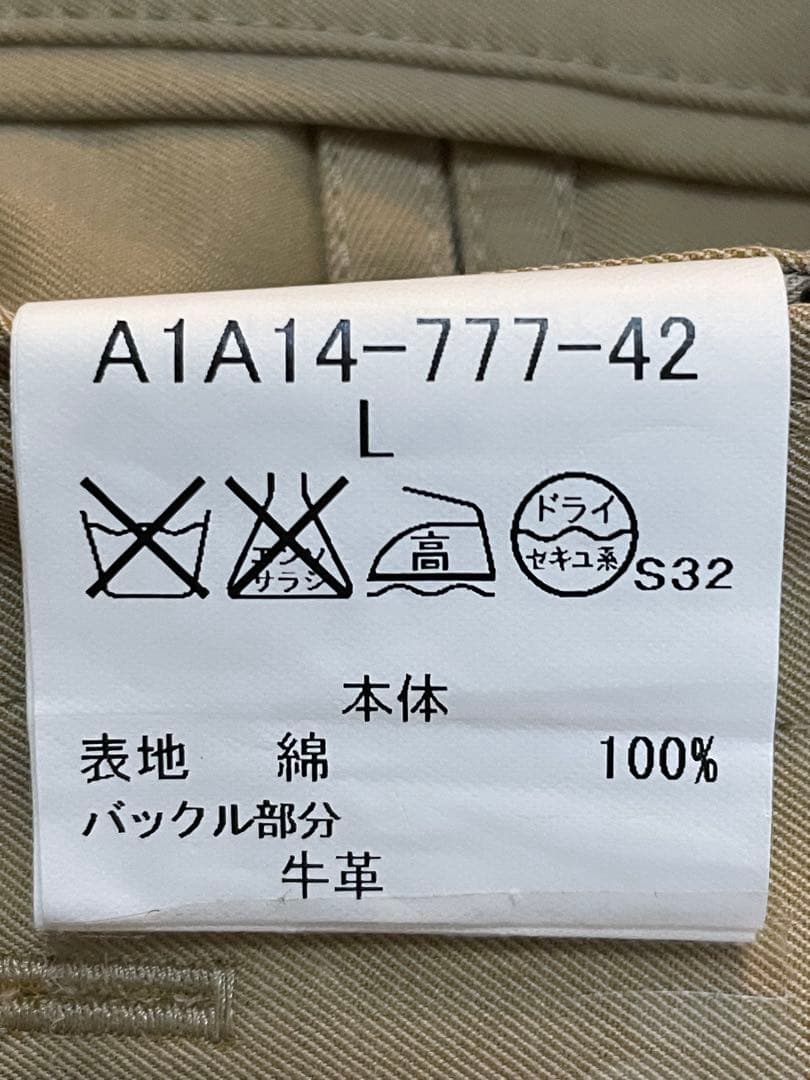 A1A14-777-42
L
エンソ
サラシ
高
ドライ
セキユ系
S32
本体
表地 綿 100%
バックル部分
牛革